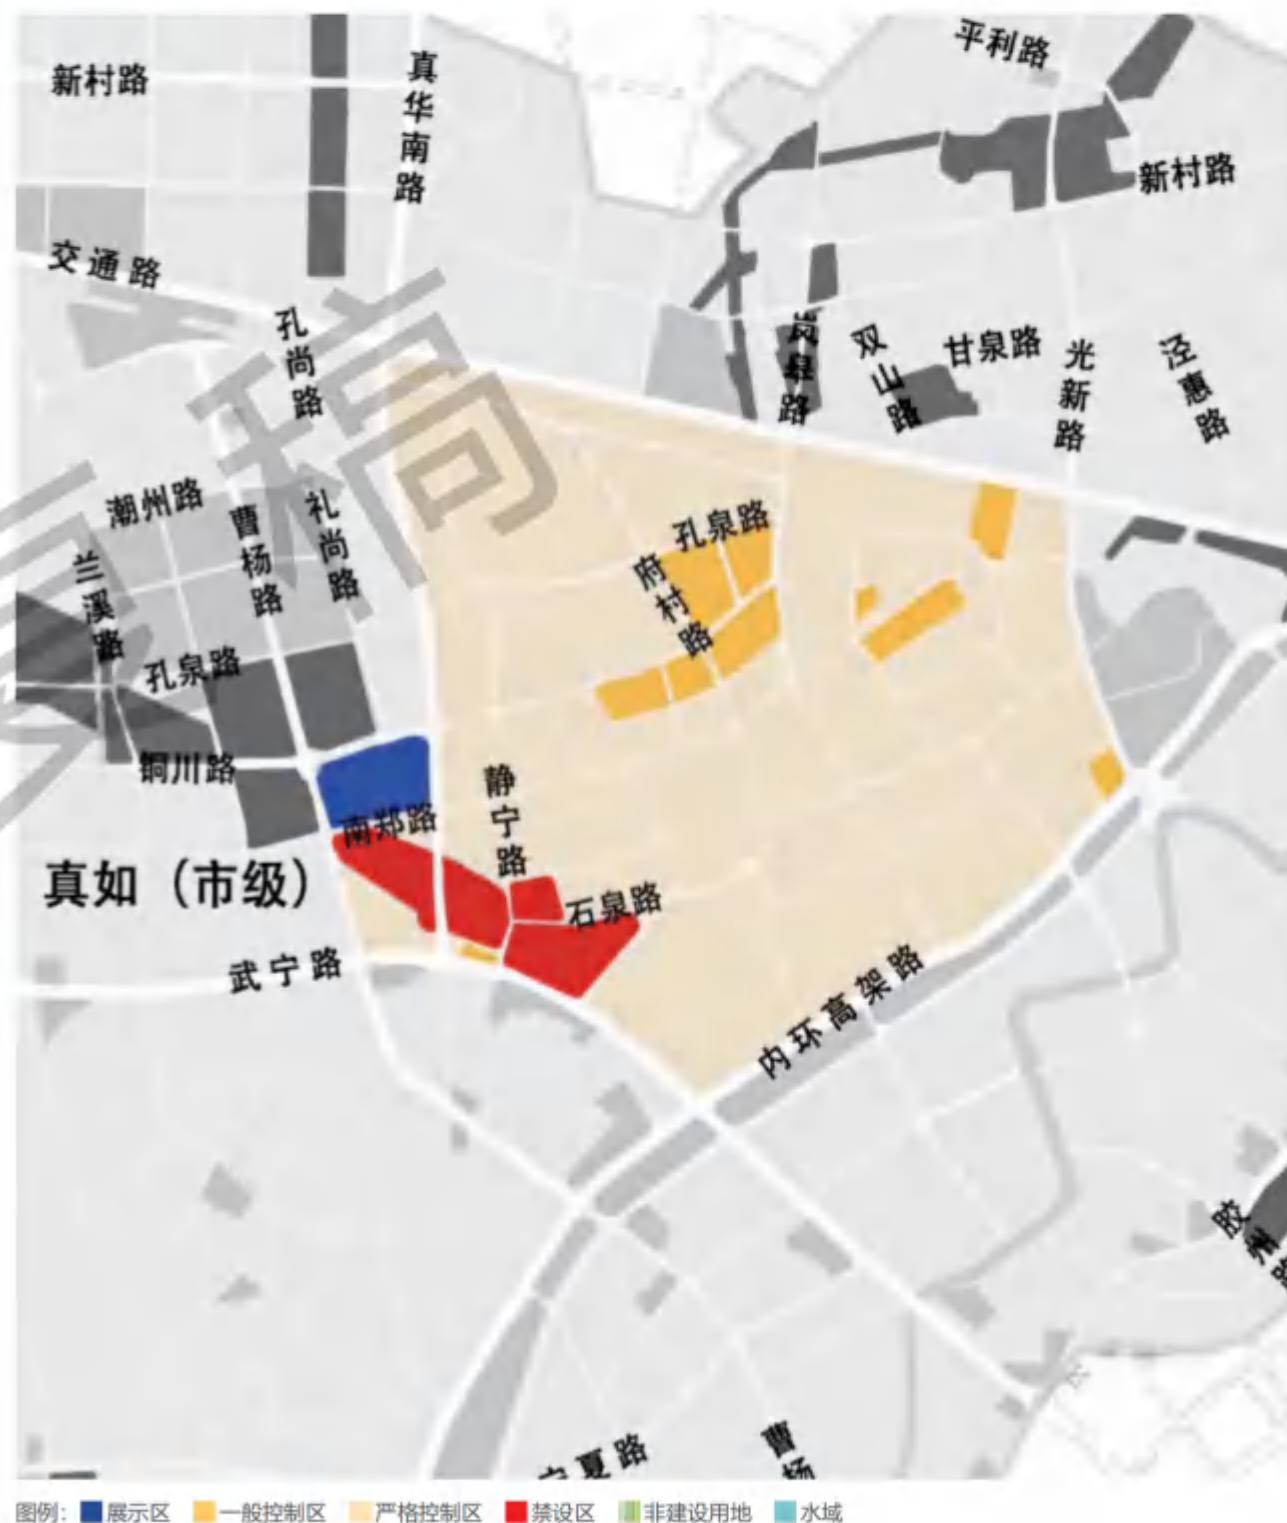 平利路
真华南路
新村路
新村路
交通路
孔尚路
岚皋路
双山路
甘泉路
光新路
泾惠路
稿
潮州路
礼尚路
曹杨路
孔泉路
府村路
兰溪路
孔泉路
铜川路
静宁路
南郑路
真如（市级）
石泉路
武宁路
内环高架路
胶州路
宁夏路
曹杨
图例： 展示区 一般控制区 严格控制区 禁设区 非建设用地 水域